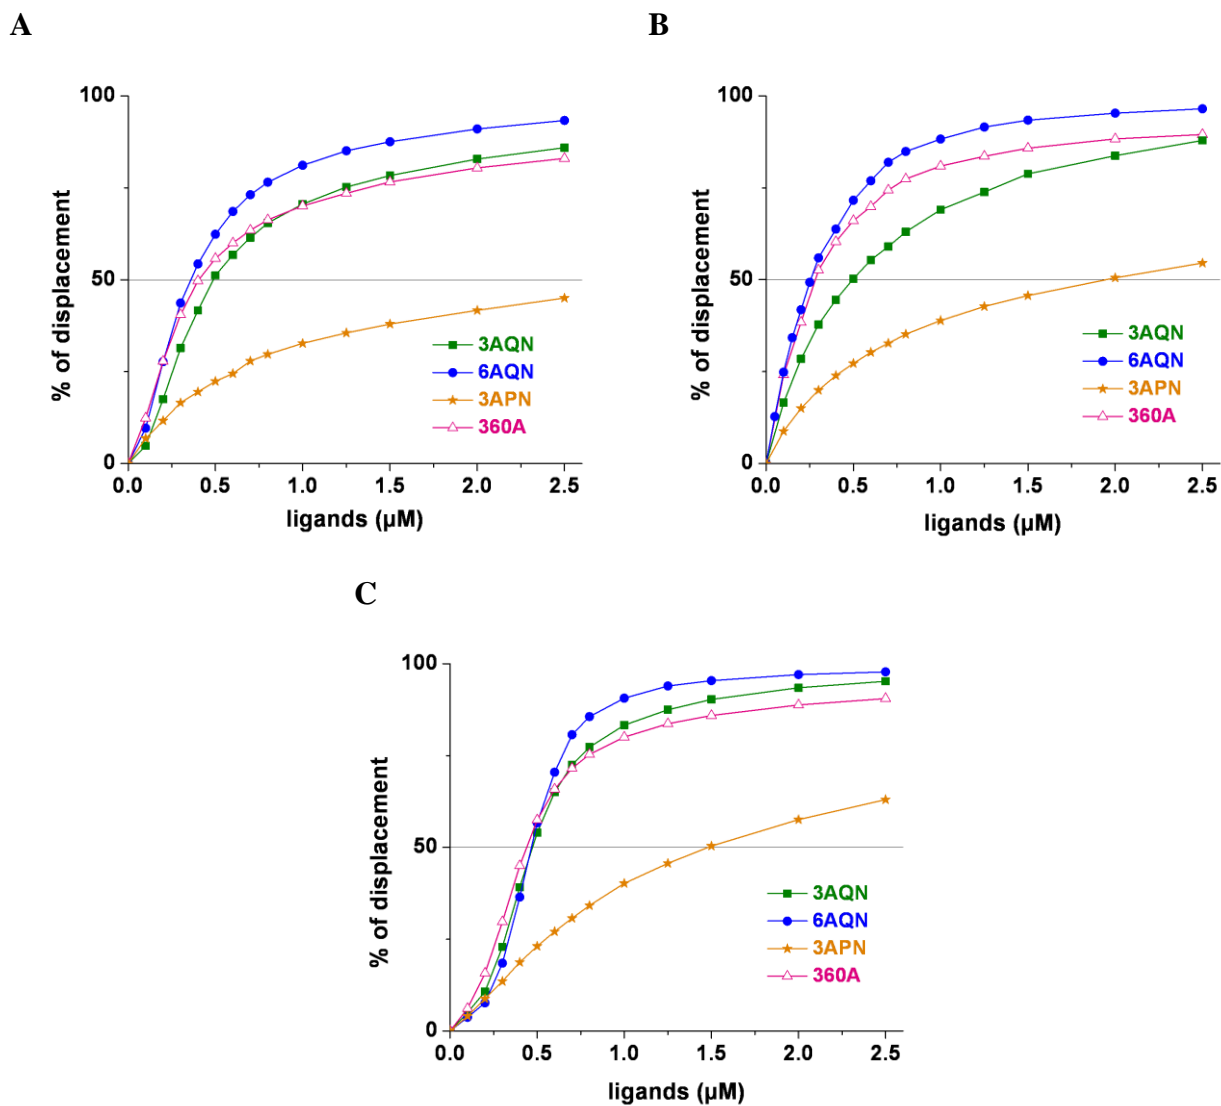 A
B
% of displacement
100
50
0
3AQN
6AQN
3APN
360A
0.0 0.5 1.0 1.5 2.0 2.5
ligands (µM)
% of displacement
100
50
0
3AQN
6AQN
3APN
360A
0.0 0.5 1.0 1.5 2.0 2.5
ligands (µM)
C
% of displacement
100
50
0
3AQN
6AQN
3APN
360A
0.0 0.5 1.0 1.5 2.0 2.5
ligands (µM)